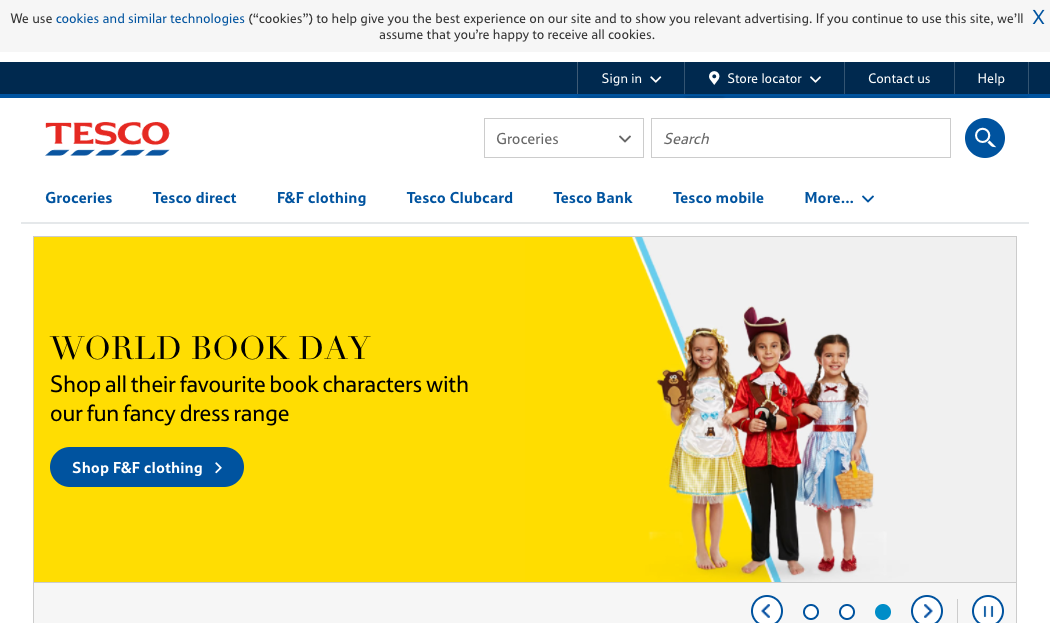 We use cookies and similar technologies (“cookies”) to help give you the best experience on our site and to show you relevant advertising. If you continue to use this site, we’ll
assume that you’re happy to receive all cookies.
X
Sign in
Store locator
Contact us
Help
TESCO
Groceries
Search
Groceries
Tesco direct
F&F clothing
Tesco Clubcard
Tesco Bank
Tesco mobile
More...
WORLD BOOK DAY
Shop all their favourite book characters with
our fun fancy dress range
Shop F&F clothing